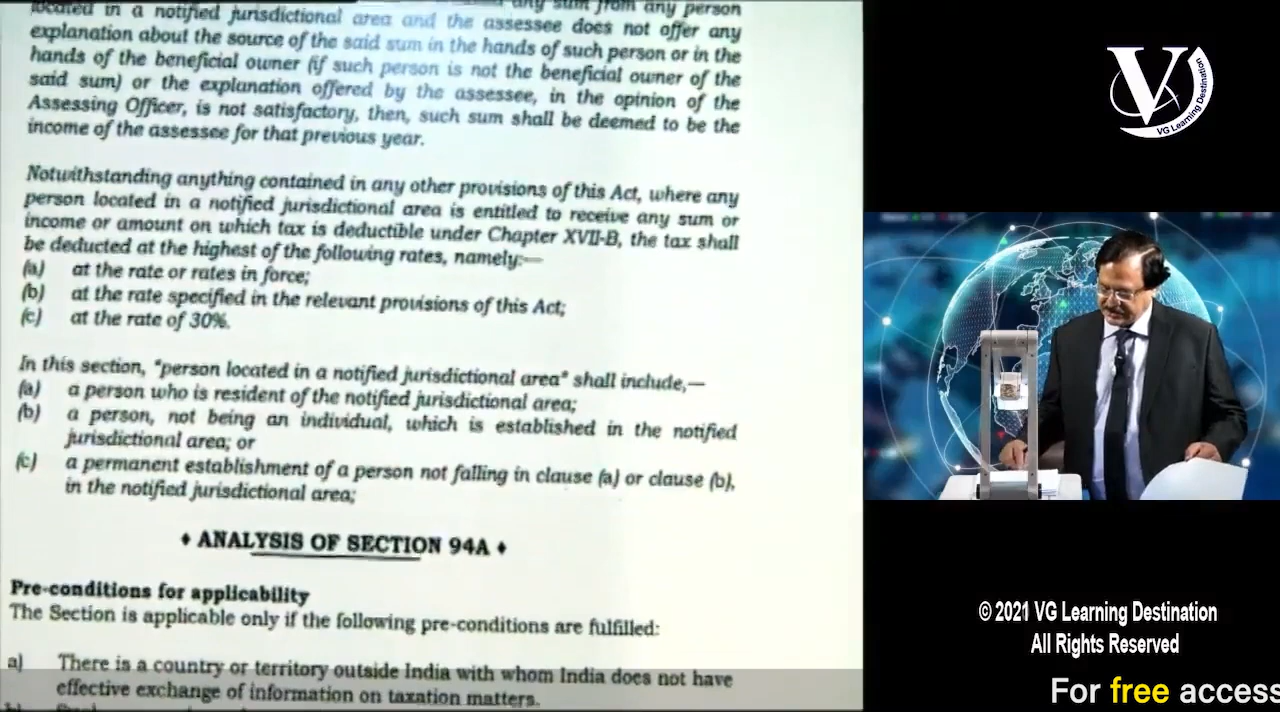 located in a notified jurisdictional area and the assessee does not offer any
explanation about the source of the said sum in the hands of such person or in the
hands of the beneficial owner (if such person is not the beneficial owner of the
said sum) or the explanation offered by the assessee, in the opinion of the
Assessing Officer, is not satisfactory, then, such sum shall be deemed to be the
income of the assessee for that previous year.
Notwithstanding anything contained in any other provisions of this Act, where any
person located in a notified jurisdictional area is entitled to receive any sum or
income or amount on which tax is deductible under Chapter XVII-B, the tax shall
be deducted at the highest of the following rates, namely:—
(a) at the rate or rates in force;
(b) at the rate specified in the relevant provisions of this Act;
(c) at the rate of 30%.
In this section, "person located in a notified jurisdictional area" shall include,—
(a) a person who is resident of the notified jurisdictional area;
(b) a person, not being an individual, which is established in the notified
jurisdictional area; or
(c) a permanent establishment of a person not falling in clause (a) or clause (b),
in the notified jurisdictional area;
♦ ANALYSIS OF SECTION 94A ♦
Pre-conditions for applicability
The Section is applicable only if the following pre-conditions are fulfilled:
a) There is a country or territory outside India with whom India does not have
effective exchange of information on taxation matters.
V
VG Learning Destination
© 2021 VG Learning Destination
All Rights Reserved
For free access